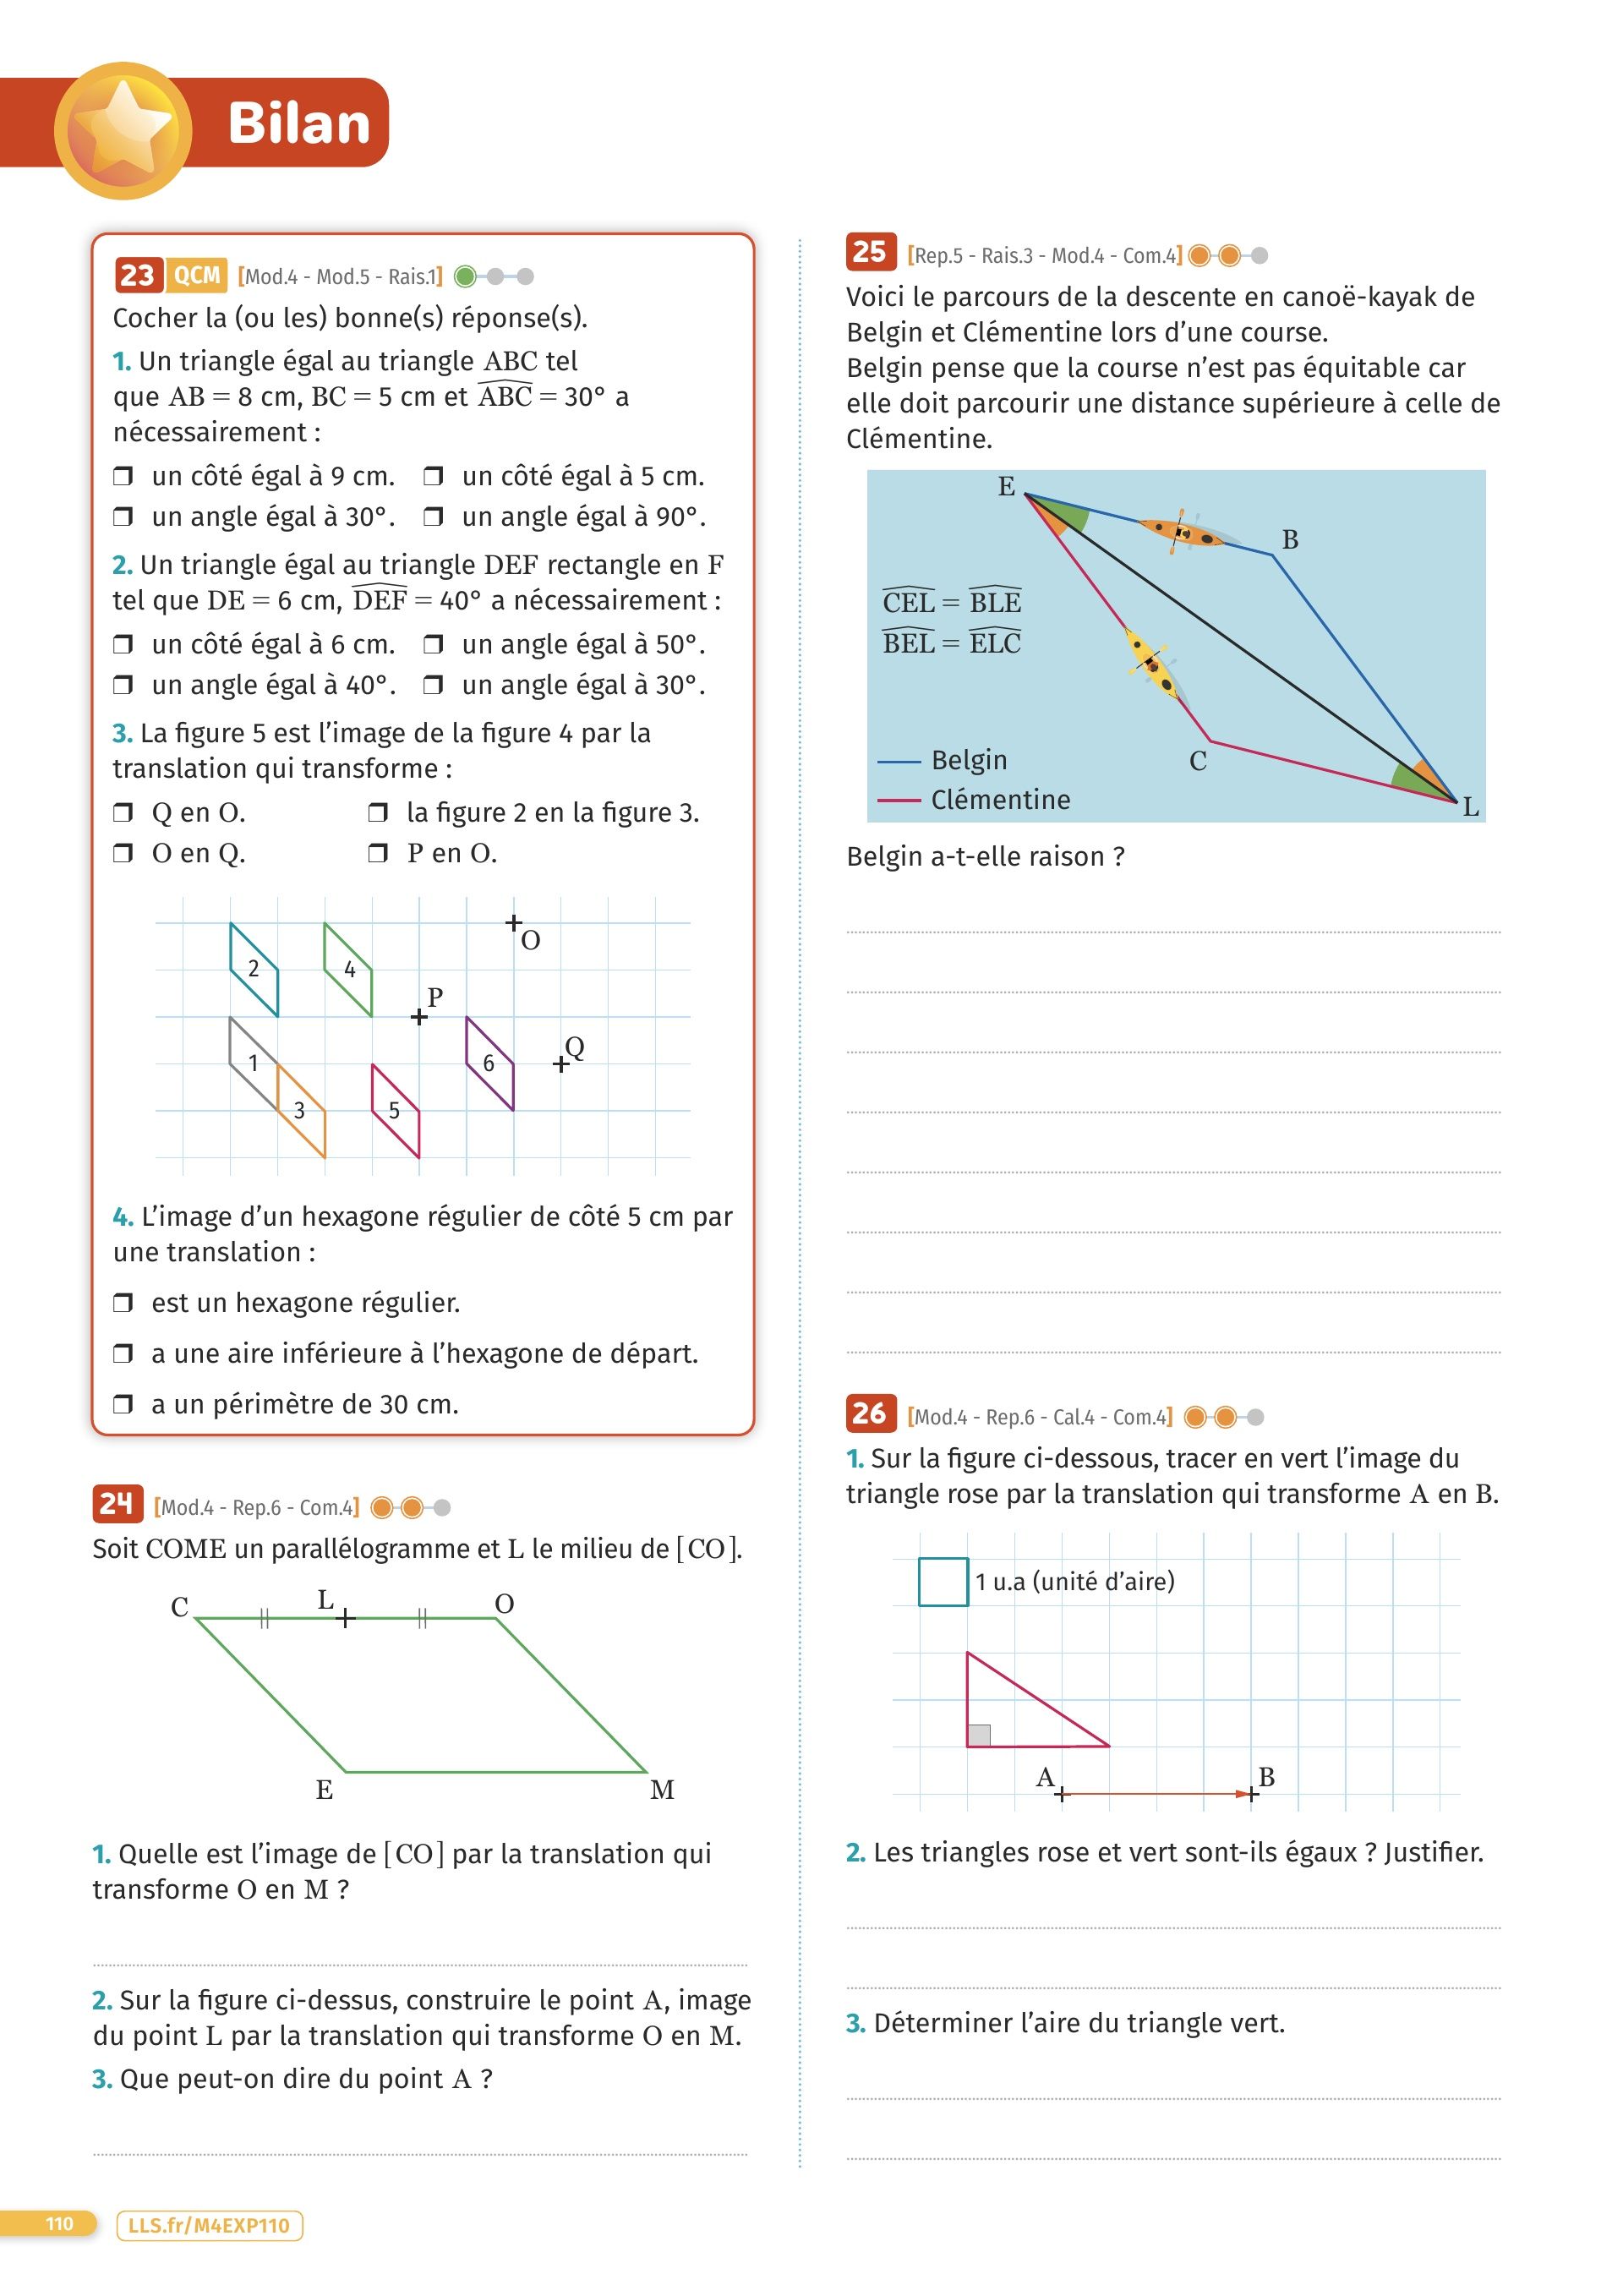 Bilan
23 QCM [Mod.4 - Mod.5 - Rais.1]
Cocher la (ou les) bonne(s) réponse(s).
1. Un triangle égal au triangle ABC tel
que AB = 8 cm, BC = 5 cm et \widehat{ABC} = 30° a
nécessairement :
❒ un côté égal à 9 cm. ❒ un côté égal à 5 cm.
❒ un angle égal à 30°. ❒ un angle égal à 90°.
2. Un triangle égal au triangle DEF rectangle en F
tel que DE = 6 cm, \widehat{DEF} = 40° a nécessairement :
❒ un côté égal à 6 cm. ❒ un angle égal à 50°.
❒ un angle égal à 40°. ❒ un angle égal à 30°.
3. La figure 5 est l’image de la figure 4 par la
translation qui transforme :
❒ Q en O. ❒ la figure 2 en la figure 3.
❒ O en Q. ❒ P en O.
O
2 4
P
Q
1 6
3 5
4. L’image d’un hexagone régulier de côté 5 cm par
une translation :
❒ est un hexagone régulier.
❒ a une aire inférieure à l’hexagone de départ.
❒ a un périmètre de 30 cm.
24 [Mod.4 - Rep.6 - Com.4]
Soit COME un parallélogramme et L le milieu de [CO].
C L O
E M
1. Quelle est l’image de [CO] par la translation qui
transforme O en M ?
2. Sur la figure ci-dessus, construire le point A, image
du point L par la translation qui transforme O en M.
3. Que peut-on dire du point A ?
25 [Rep.5 - Rais.3 - Mod.4 - Com.4]
Voici le parcours de la descente en canoë-kayak de
Belgin et Clémentine lors d’une course.
Belgin pense que la course n’est pas équitable car
elle doit parcourir une distance supérieure à celle de
Clémentine.
E
B
\widehat{CEL} = \widehat{BLE}
\widehat{BEL} = \widehat{ELC}
Belgin
C
Clémentine
L
Belgin a-t-elle raison ?
26 [Mod.4 - Rep.6 - Cal.4 - Com.4]
1. Sur la figure ci-dessous, tracer en vert l’image du
triangle rose par la translation qui transforme A en B.
1 u.a (unité d’aire)
A B
2. Les triangles rose et vert sont-ils égaux ? Justifier.
3. Déterminer l’aire du triangle vert.
110 LLS.fr/M4EXP110